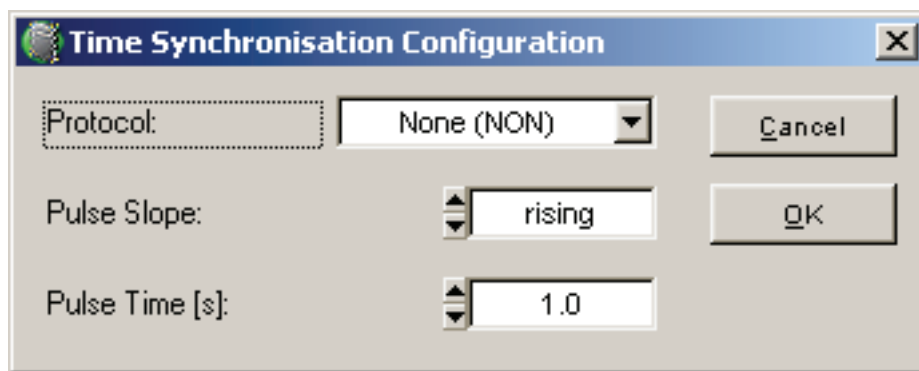 Time Synchronisation Configuration
Protocol: None (NON) Cancel
Pulse Slope: rising OK
Pulse Time [s]: 1.0